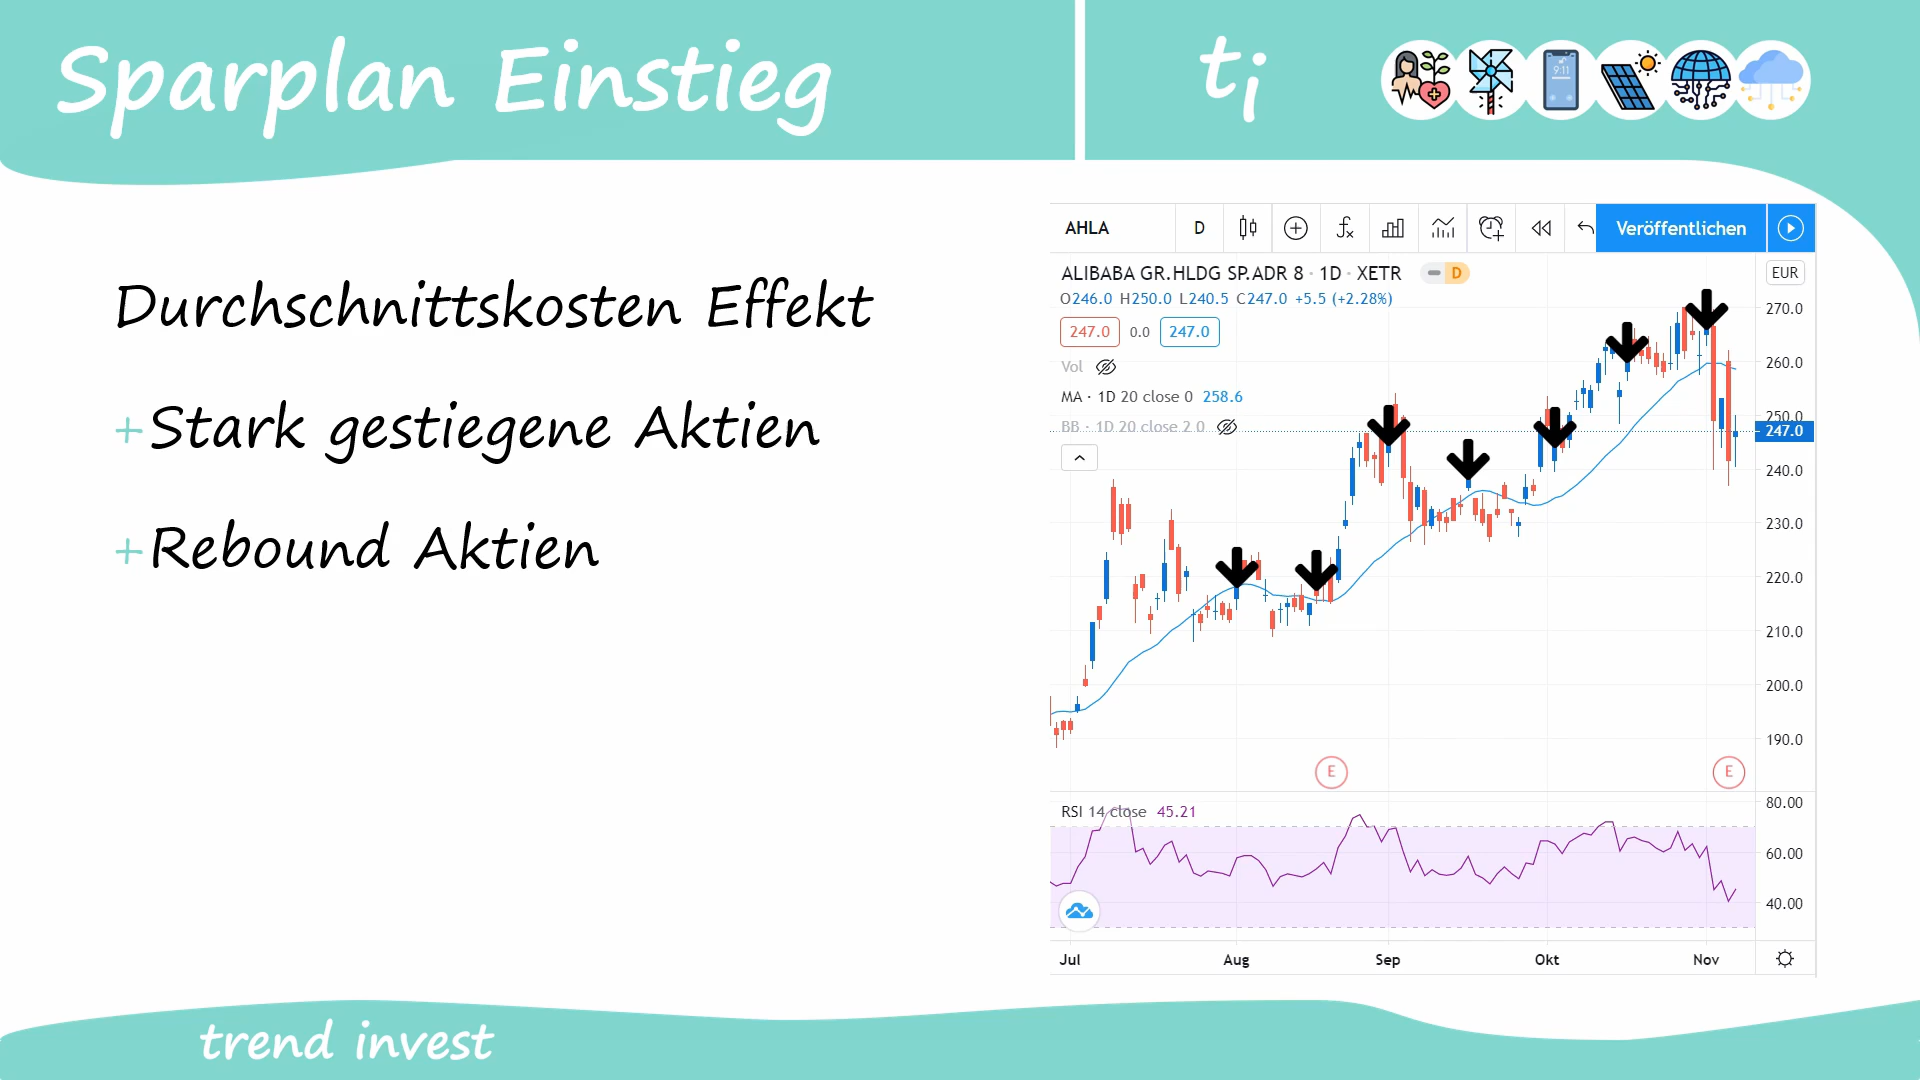 Sparplan Einstieg
ti
9:11
Durchschnittskosten Effekt
+Stark gestiegene Aktien
+Rebound Aktien
AHLA
D
Veröffentlichen
ALIBABA GR.HLDG SP.ADR 8 · 1D · XETR
D
EUR
O246.0 H250.0 L240.5 C247.0 +5.5 (+2.28%)
247.0 0.0 247.0
Vol
MA · 1D 20 close 0 258.6
BB · 1D 20 close 2 0
270.0
260.0
250.0
247.0
240.0
230.0
220.0
210.0
200.0
190.0
E
E
RSI 14 close 45.21
80.00
60.00
40.00
Jul Aug Sep Okt Nov
trend invest